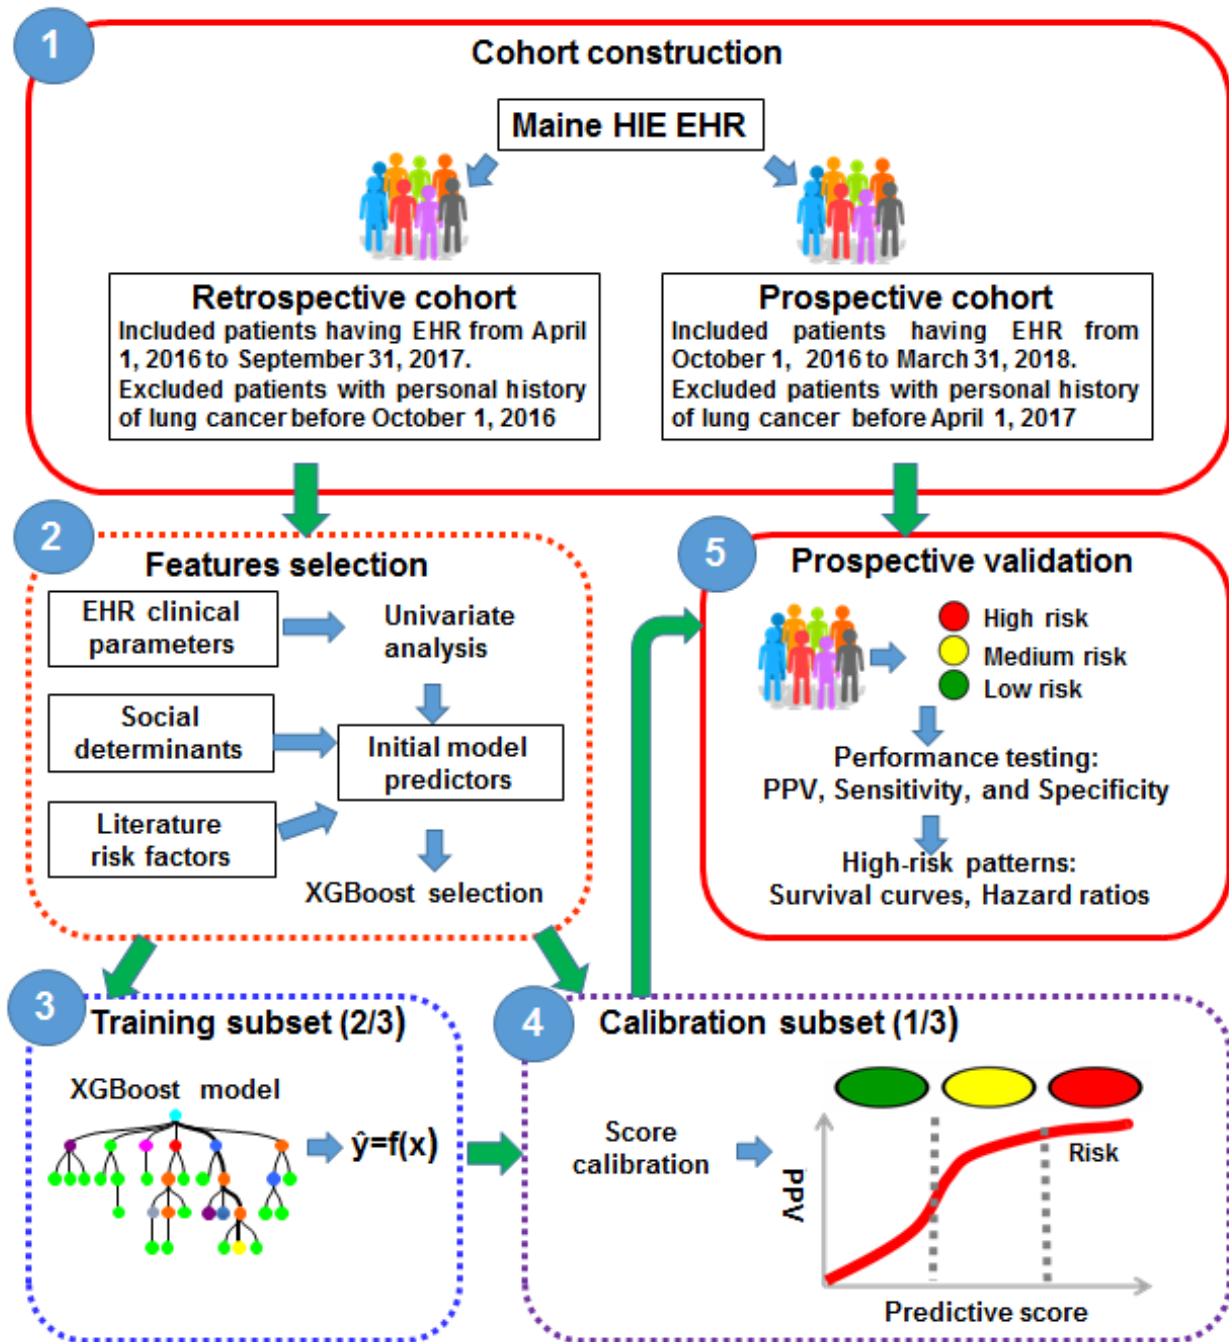 1
Cohort construction
Maine HIE EHR
Retrospective cohort
Included patients having EHR from April
1, 2016 to September 31, 2017.
Excluded patients with personal history
of lung cancer before October 1, 2016
Prospective cohort
Included patients having EHR from
October 1, 2016 to March 31, 2018.
Excluded patients with personal history
of lung cancer before April 1, 2017
2
Features selection
EHR clinical
parameters
Univariate
analysis
Social
determinants
Initial model
predictors
Literature
risk factors
XGBoost selection
5
Prospective validation
High risk
Medium risk
Low risk
Performance testing:
PPV, Sensitivity, and Specificity
High-risk patterns:
Survival curves, Hazard ratios
3
Training subset (2/3)
XGBoost model
ŷ=f(x)
4
Calibration subset (1/3)
Score
calibration
PPV
Risk
Predictive score